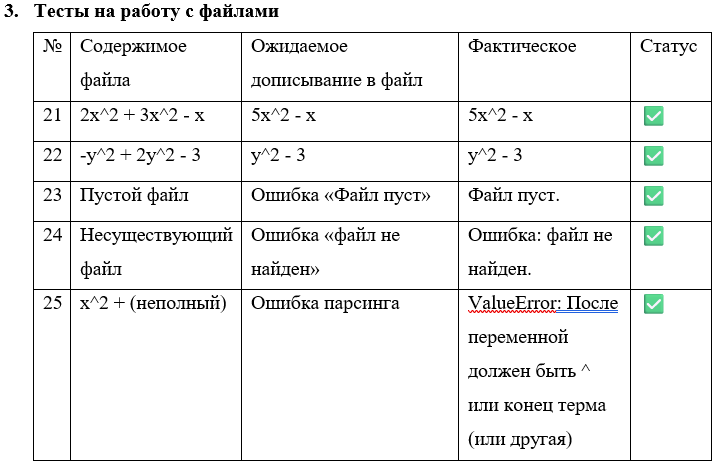 3. Тесты на работу с файлами
№ Содержимое файла Ожидаемое дописывание в файл Фактическое Статус
21 2x^2 + 3x^2 - x 5x^2 - x 5x^2 - x ✅
22 -y^2 + 2y^2 - 3 y^2 - 3 y^2 - 3 ✅
23 Пустой файл Ошибка «Файл пуст» Файл пуст. ✅
24 Несуществующий файл Ошибка «файл не найден» Ошибка: файл не найден. ✅
25 x^2 + (неполный) Ошибка парсинга ValueError: После переменной должен быть ^ или конец терма (или другая) ✅